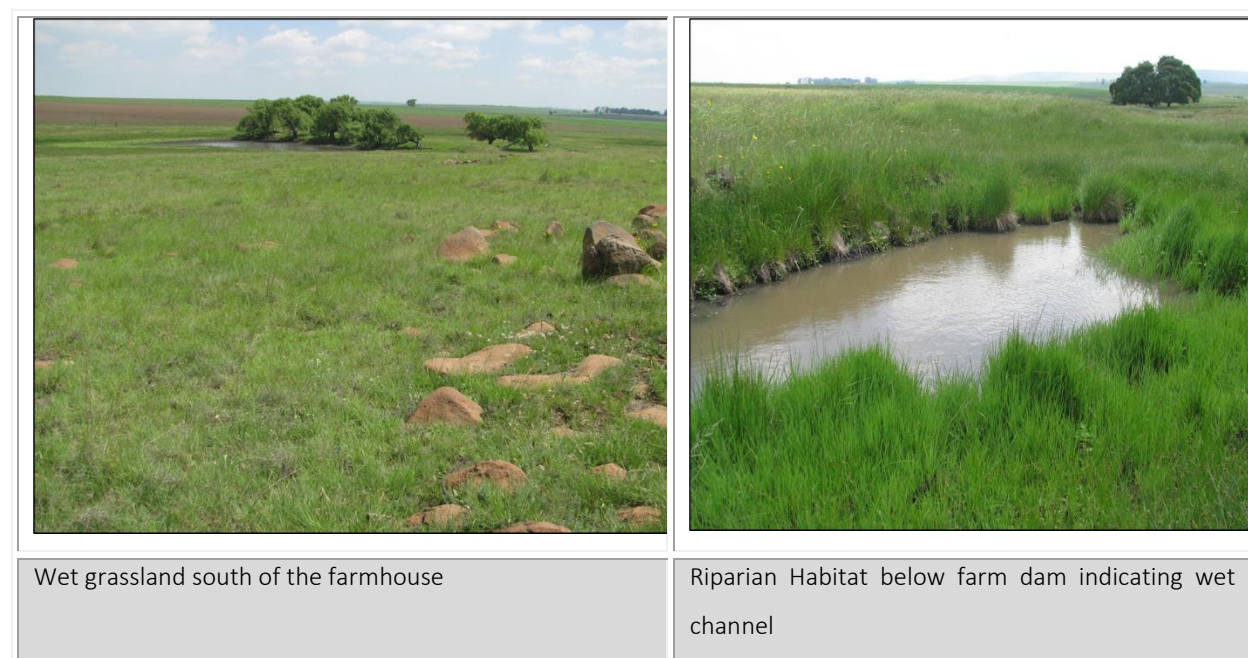 Wet grassland south of the farmhouse
Riparian Habitat below farm dam indicating wet
channel